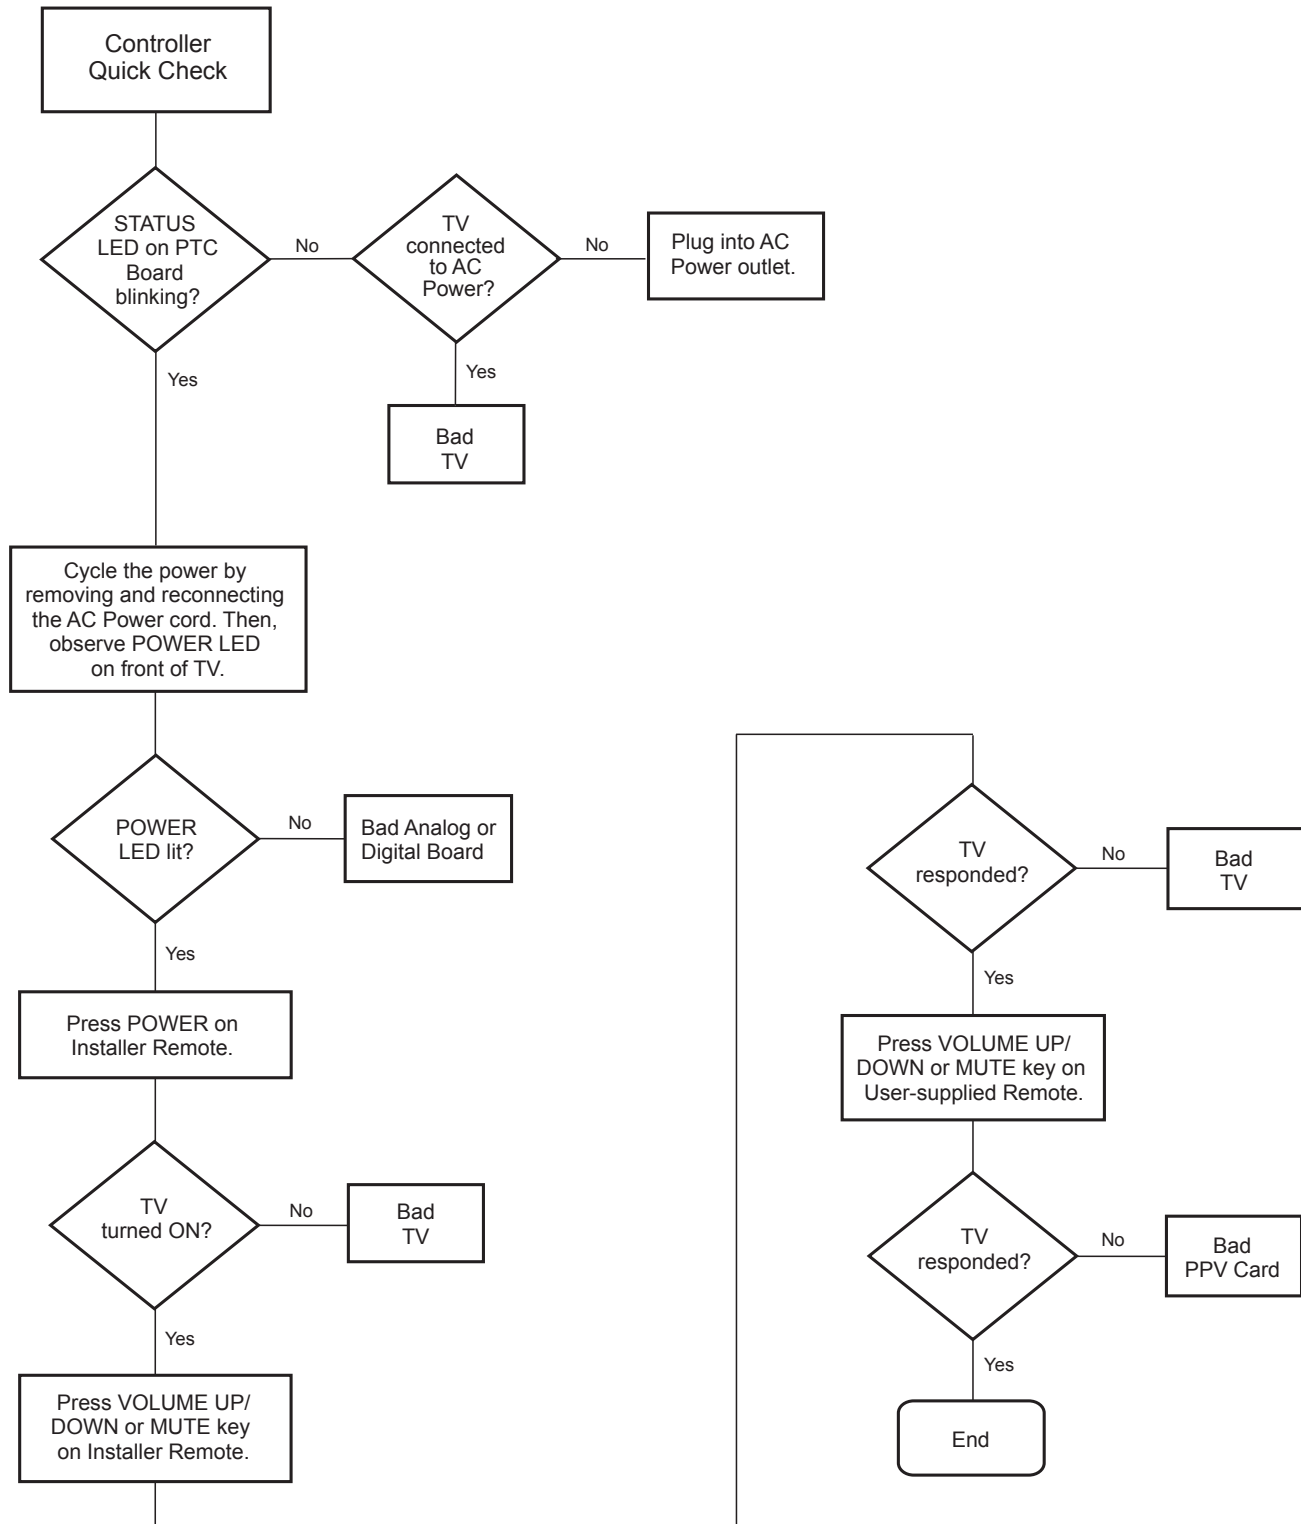 Controller
Quick Check
STATUS
LED on PTC
Board
blinking?
No
TV
connected
to AC
Power?
No
Plug into AC
Power outlet.
Yes
Yes
Bad
TV
Cycle the power by
removing and reconnecting
the AC Power cord. Then,
observe POWER LED
on front of TV.
POWER
LED lit?
No
Bad Analog or
Digital Board
Yes
Press POWER on
Installer Remote.
TV
turned ON?
No
Bad
TV
Yes
Press VOLUME UP/
DOWN or MUTE key
on Installer Remote.
TV
responded?
No
Bad
TV
Yes
Press VOLUME UP/
DOWN or MUTE key on
User-supplied Remote.
TV
responded?
No
Bad
PPV Card
Yes
End